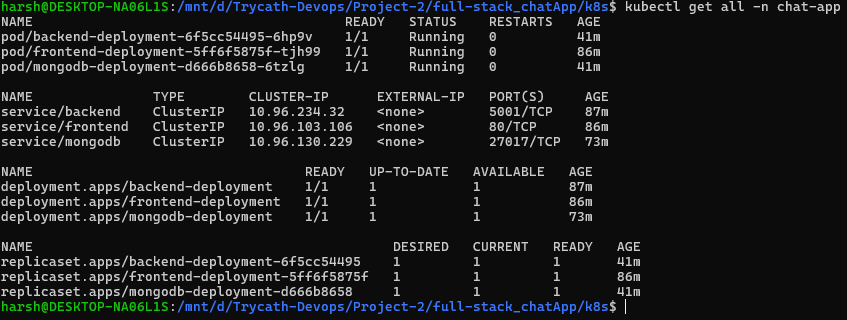 harsh@DESKTOP-NA06L1S:/mnt/d/Trycath-Devops/Project-2/full-stack_chatApp/k8s$ kubectl get all -n chat-app
NAME READY STATUS RESTARTS AGE
pod/backend-deployment-6f5cc54495-6hp9v 1/1 Running 0 41m
pod/frontend-deployment-5ff6f5875f-tjh99 1/1 Running 0 86m
pod/mongodb-deployment-d666b8658-6tzlg 1/1 Running 0 41m
NAME TYPE CLUSTER-IP EXTERNAL-IP PORT(S) AGE
service/backend ClusterIP 10.96.234.32 <none> 5001/TCP 87m
service/frontend ClusterIP 10.96.103.106 <none> 80/TCP 86m
service/mongodb ClusterIP 10.96.130.229 <none> 27017/TCP 73m
NAME READY UP-TO-DATE AVAILABLE AGE
deployment.apps/backend-deployment 1/1 1 1 87m
deployment.apps/frontend-deployment 1/1 1 1 86m
deployment.apps/mongodb-deployment 1/1 1 1 73m
NAME DESIRED CURRENT READY AGE
replicaset.apps/backend-deployment-6f5cc54495 1 1 1 41m
replicaset.apps/frontend-deployment-5ff6f5875f 1 1 1 86m
replicaset.apps/mongodb-deployment-d666b8658 1 1 1 41m
harsh@DESKTOP-NA06L1S:/mnt/d/Trycath-Devops/Project-2/full-stack_chatApp/k8s$